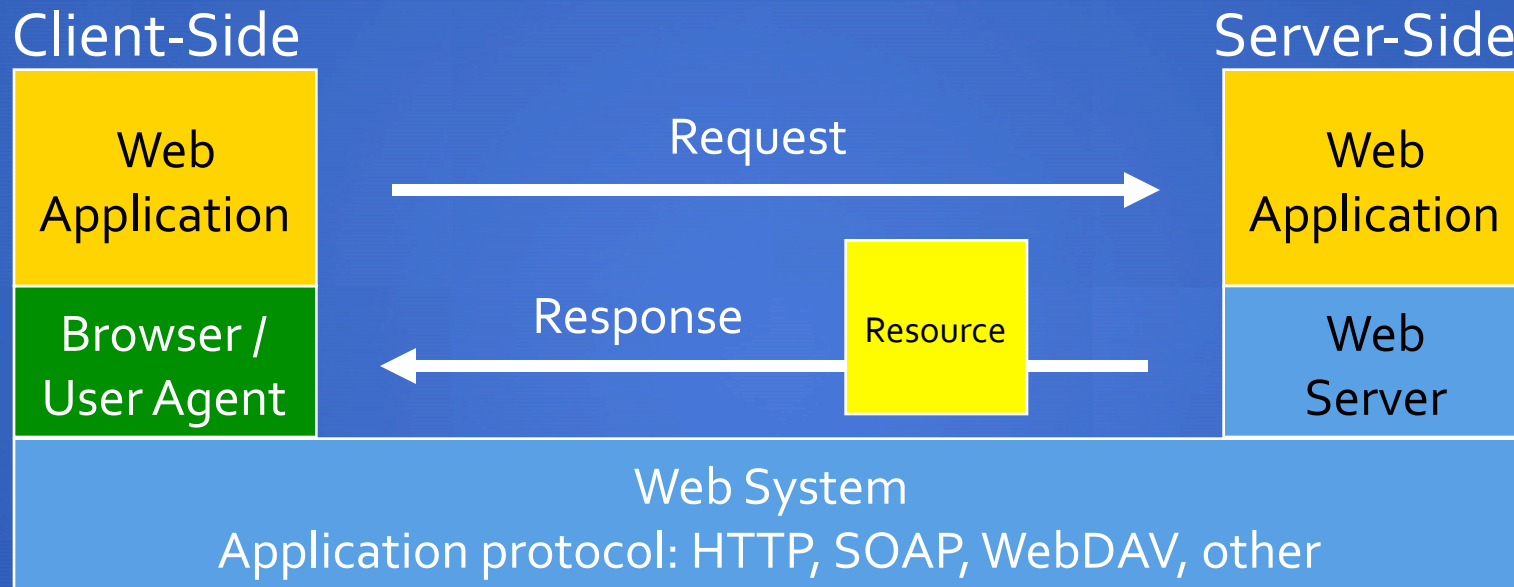 Client-Side
Server-Side
Web
Application
Request
Web
Application
Response
Resource
Browser /
User Agent
Web
Server
Web System
Application protocol: HTTP, SOAP, WebDAV, other